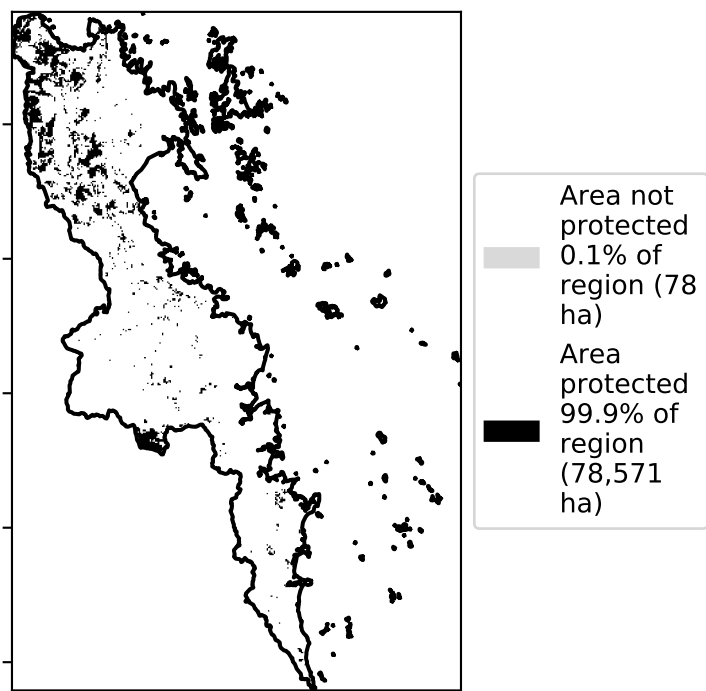 Area not
protected
0.1% of
region (78
ha)
Area
protected
99.9% of
region
(78,571
ha)